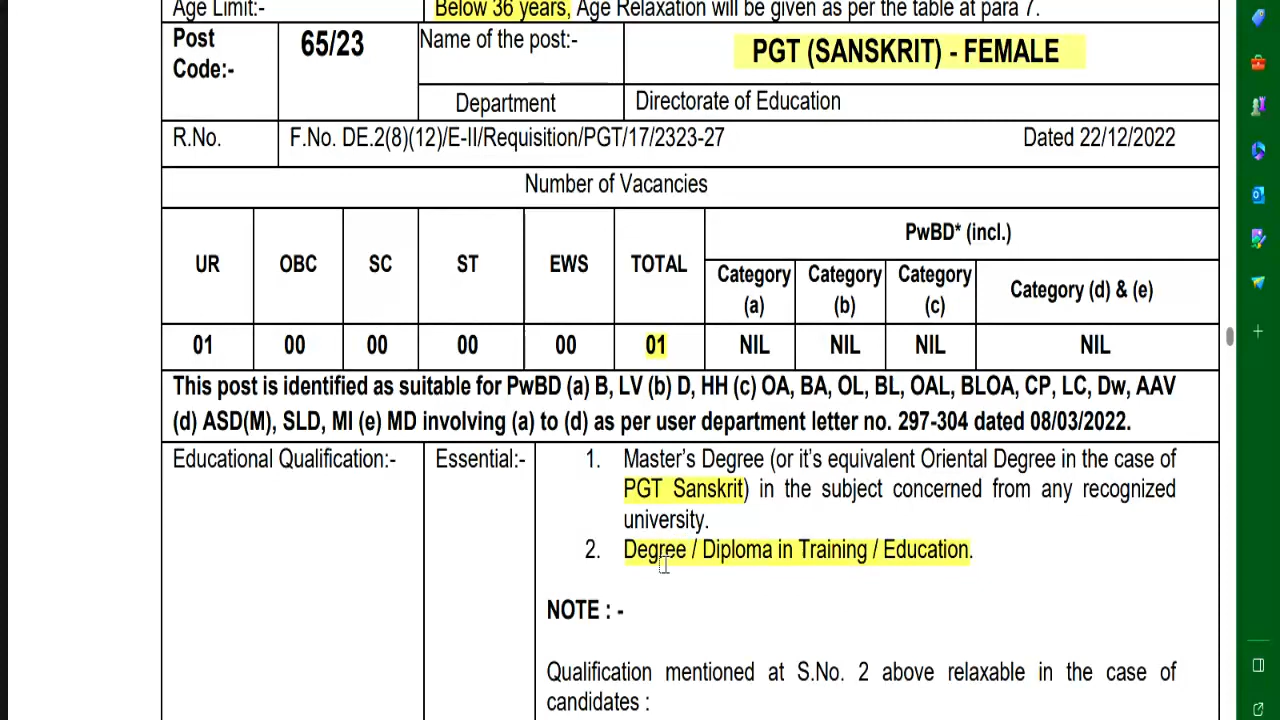 Age Limit:- Below 36 years, Age Relaxation will be given as per the table at para 7.
Post Code:- 65/23 Name of the post:- PGT (SANSKRIT) - FEMALE
Department Directorate of Education
R.No. F.No. DE.2(8)(12)/E-II/Requisition/PGT/17/2323-27 Dated 22/12/2022
Number of Vacancies
UR OBC SC ST EWS TOTAL PwBD* (incl.)
Category (a) Category (b) Category (c) Category (d) & (e)
01 00 00 00 00 01 NIL NIL NIL NIL
This post is identified as suitable for PwBD (a) B, LV (b) D, HH (c) OA, BA, OL, BL, OAL, BLOA, CP, LC, Dw, AAV
(d) ASD(M), SLD, MI (e) MD involving (a) to (d) as per user department letter no. 297-304 dated 08/03/2022.
Educational Qualification:- Essential:- 1. Master's Degree (or it's equivalent Oriental Degree in the case of
PGT Sanskrit) in the subject concerned from any recognized
university.
2. Degree / Diploma in Training / Education.
NOTE : -
Qualification mentioned at S.No. 2 above relaxable in the case of
candidates :